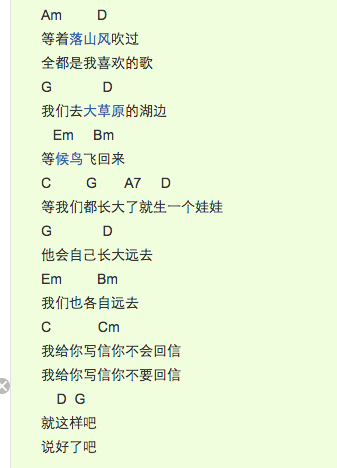 Am D
等着落山风吹过
全都是我喜欢的歌
G D
我们去大草原的湖边
Em Bm
等候鸟飞回来
C G A7 D
等我们都长大了就生一个娃娃
G D
他会自己长大远去
Em Bm
我们也各自远去
C Cm
我给你写信你不会回信
我给你写信你不要回信
D G
就这样吧
说好了吧